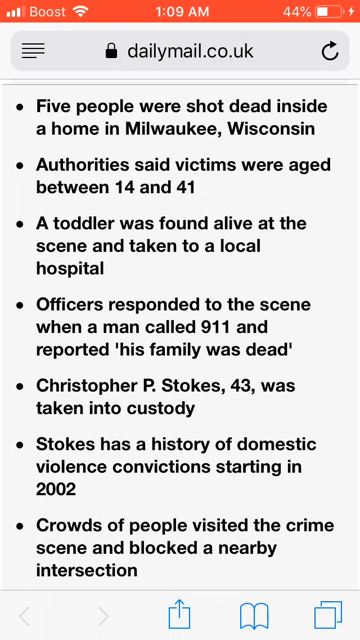 Boost 1:09 AM 44%
dailymail.co.uk
• Five people were shot dead inside
a home in Milwaukee, Wisconsin
• Authorities said victims were aged
between 14 and 41
• A toddler was found alive at the
scene and taken to a local
hospital
• Officers responded to the scene
when a man called 911 and
reported 'his family was dead'
• Christopher P. Stokes, 43, was
taken into custody
• Stokes has a history of domestic
violence convictions starting in
2002
• Crowds of people visited the crime
scene and blocked a nearby
intersection